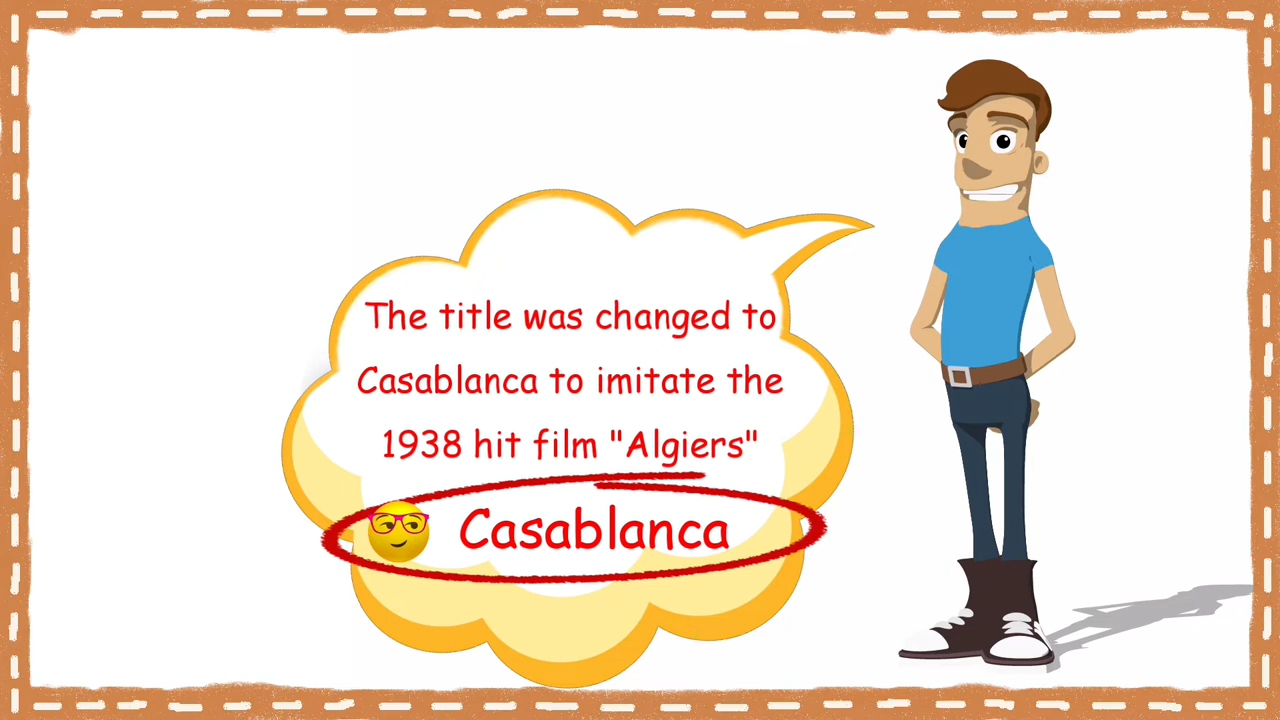 The title was changed to
Casablanca to imitate the
1938 hit film "Algiers"
Casablanca